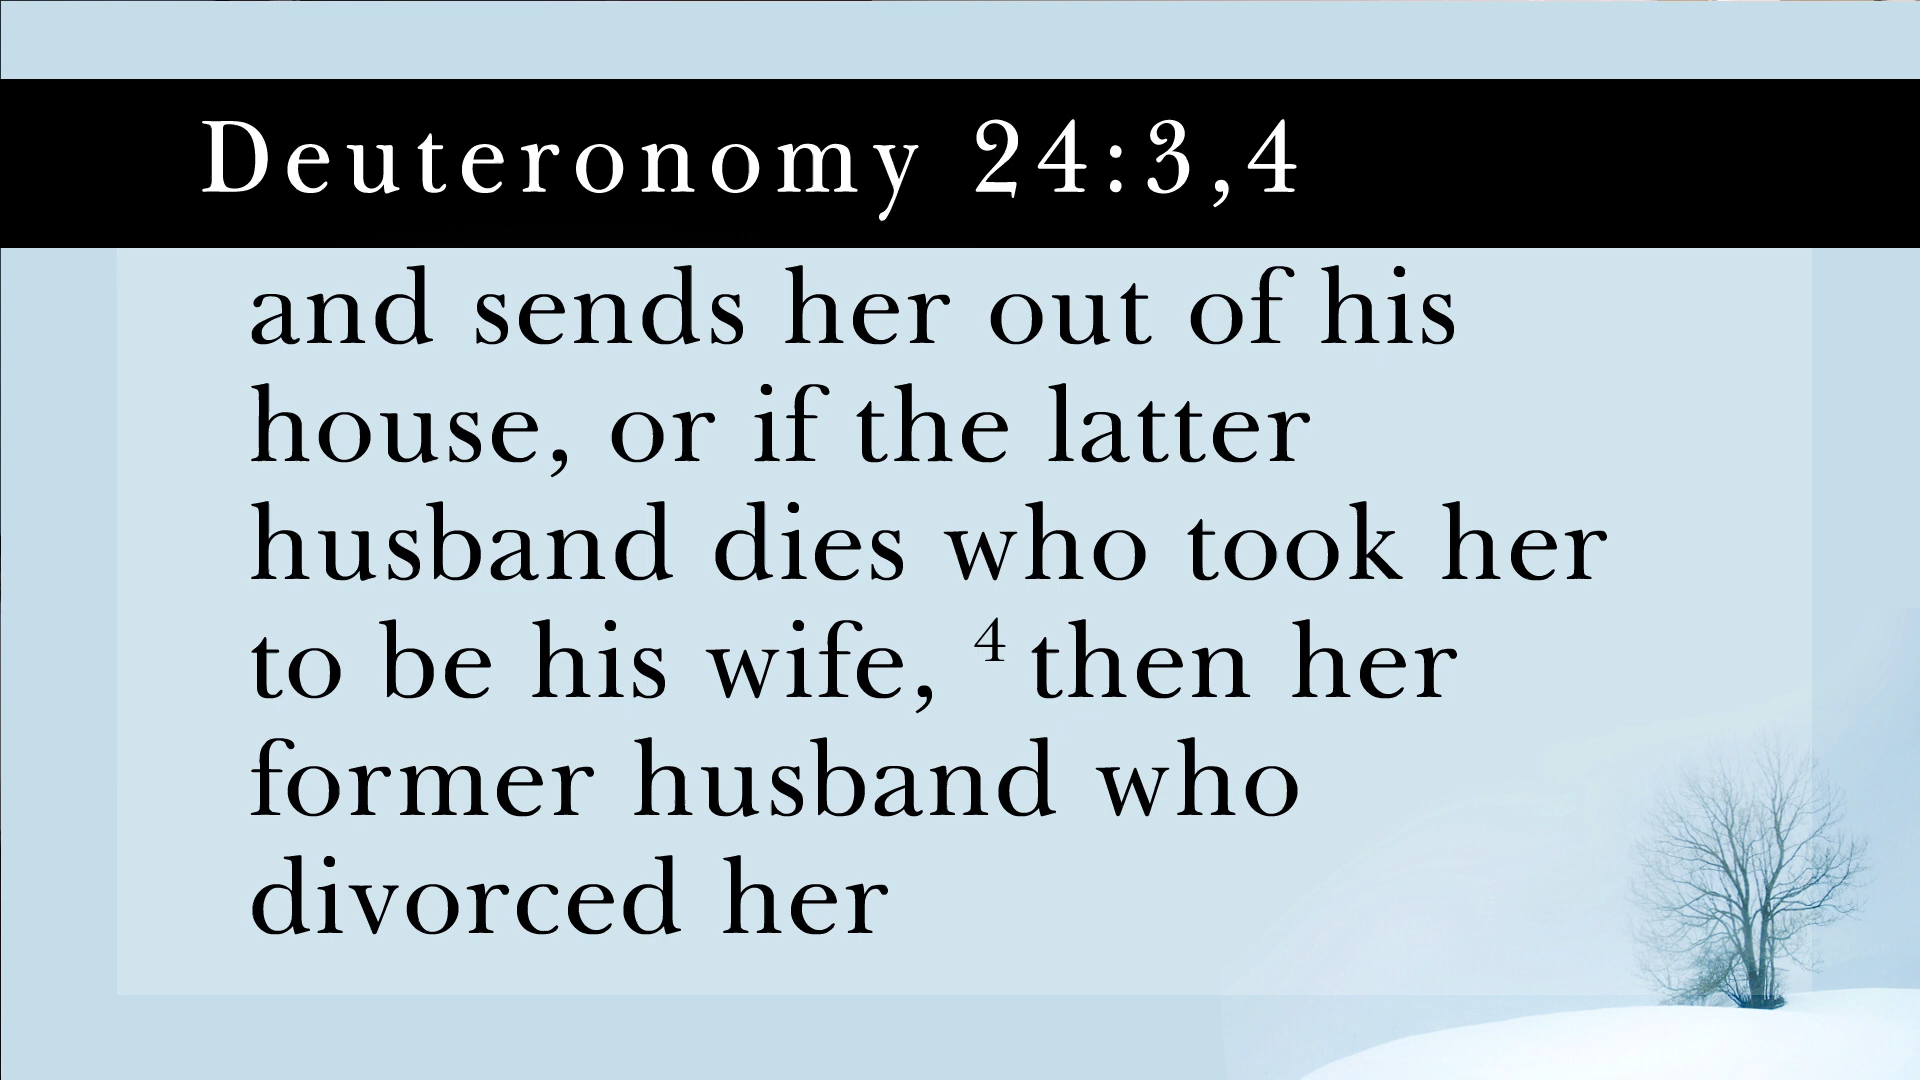 Deuteronomy 24:3,4
and sends her out of his
house, or if the latter
husband dies who took her
to be his wife, 4 then her
former husband who
divorced her